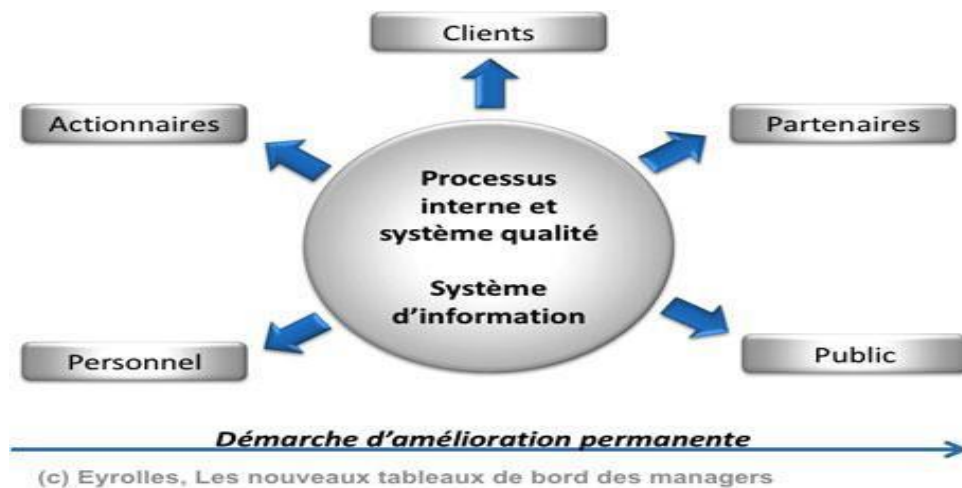 Clients
Actionnaires
Partenaires
Processus
interne et
système qualité
Système
d’information
Personnel
Public
Démarche d’amélioration permanente
(c) Eyrolles, Les nouveaux tableaux de bord des managers